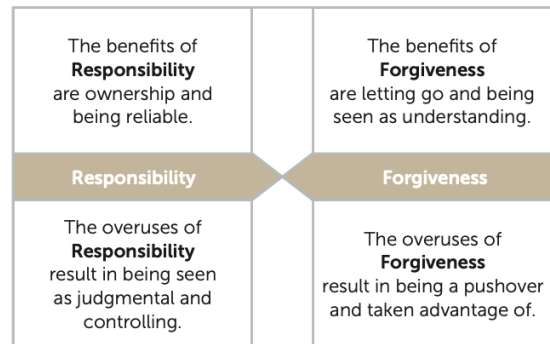 The benefits of
Responsibility
are ownership and
being reliable.
The benefits of
Forgiveness
are letting go and being
seen as understanding.
Responsibility
Forgiveness
The overuses of
Responsibility
result in being seen
as judgmental and
controlling.
The overuses of
Forgiveness
result in being a pushover
and taken advantage of.